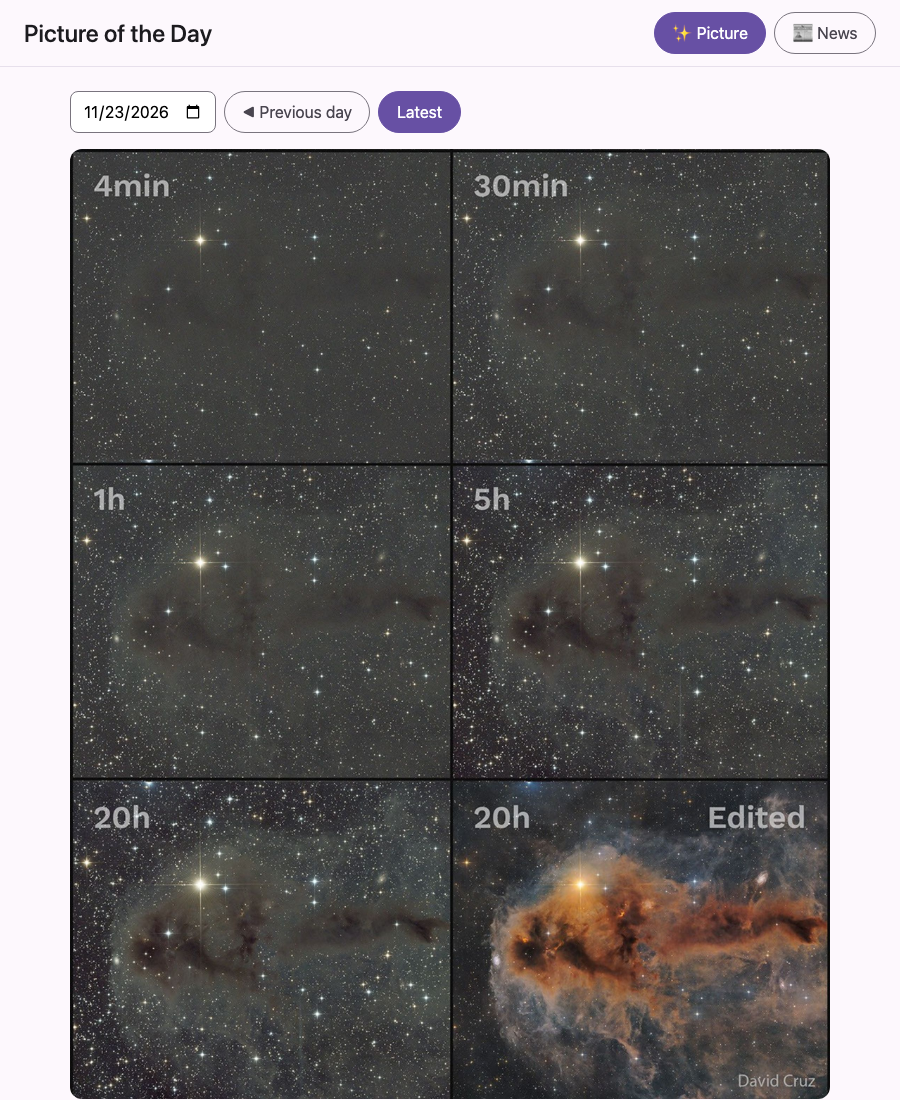 Picture of the Day
✨ Picture
📰 News
11/23/2026
◀ Previous day
Latest
4min
30min
1h
5h
20h
20h
Edited
David Cruz